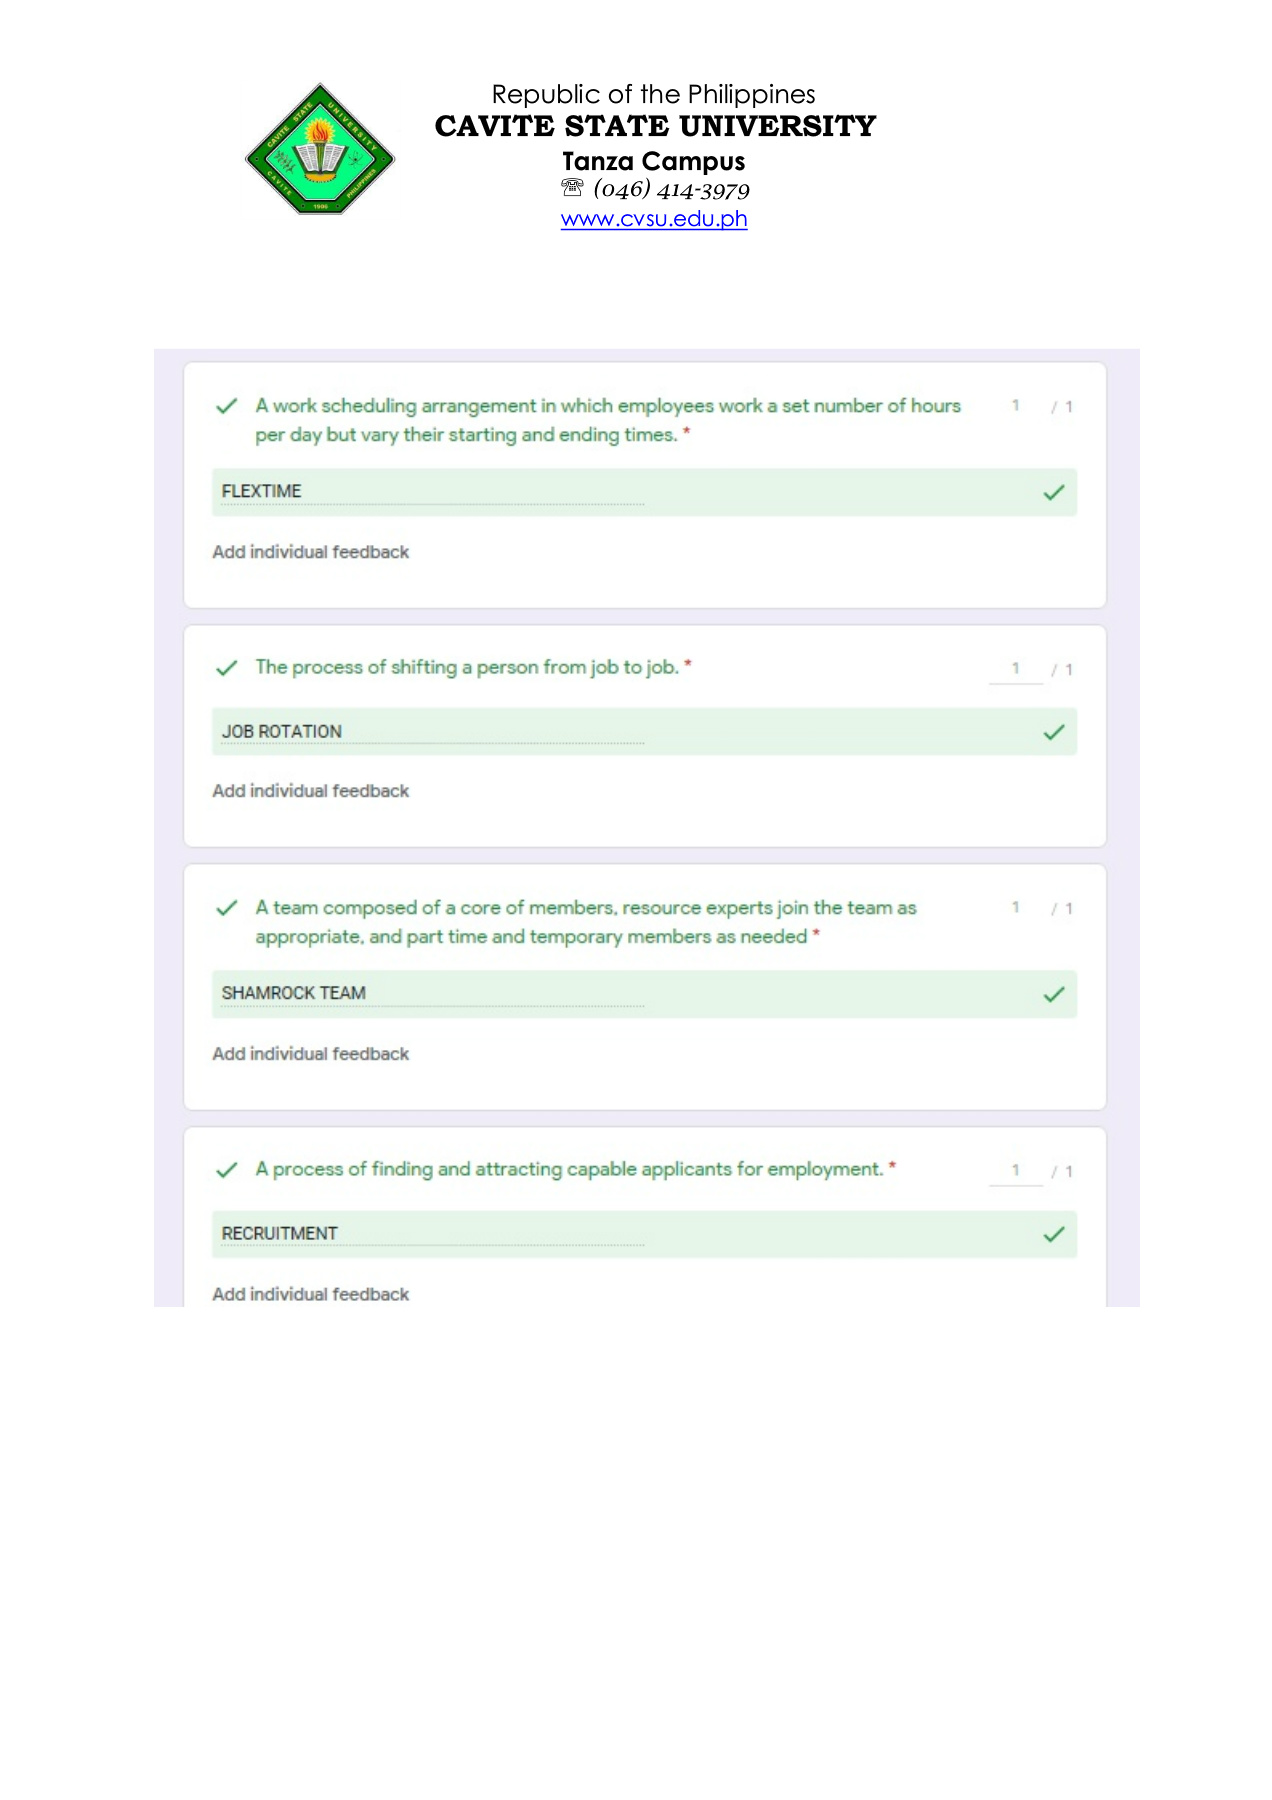 CAVITE STATE UNIVERSITY
CAVITE PHILIPPINES
1906
Republic of the Philippines
CAVITE STATE UNIVERSITY
Tanza Campus
☏ (046) 414-3979
www.cvsu.edu.ph
A work scheduling arrangement in which employees work a set number of hours 1 / 1
per day but vary their starting and ending times. *
FLEXTIME
Add individual feedback
The process of shifting a person from job to job. * 1 / 1
JOB ROTATION
Add individual feedback
A team composed of a core of members, resource experts join the team as 1 / 1
appropriate, and part time and temporary members as needed *
SHAMROCK TEAM
Add individual feedback
A process of finding and attracting capable applicants for employment. * 1 / 1
RECRUITMENT
Add individual feedback